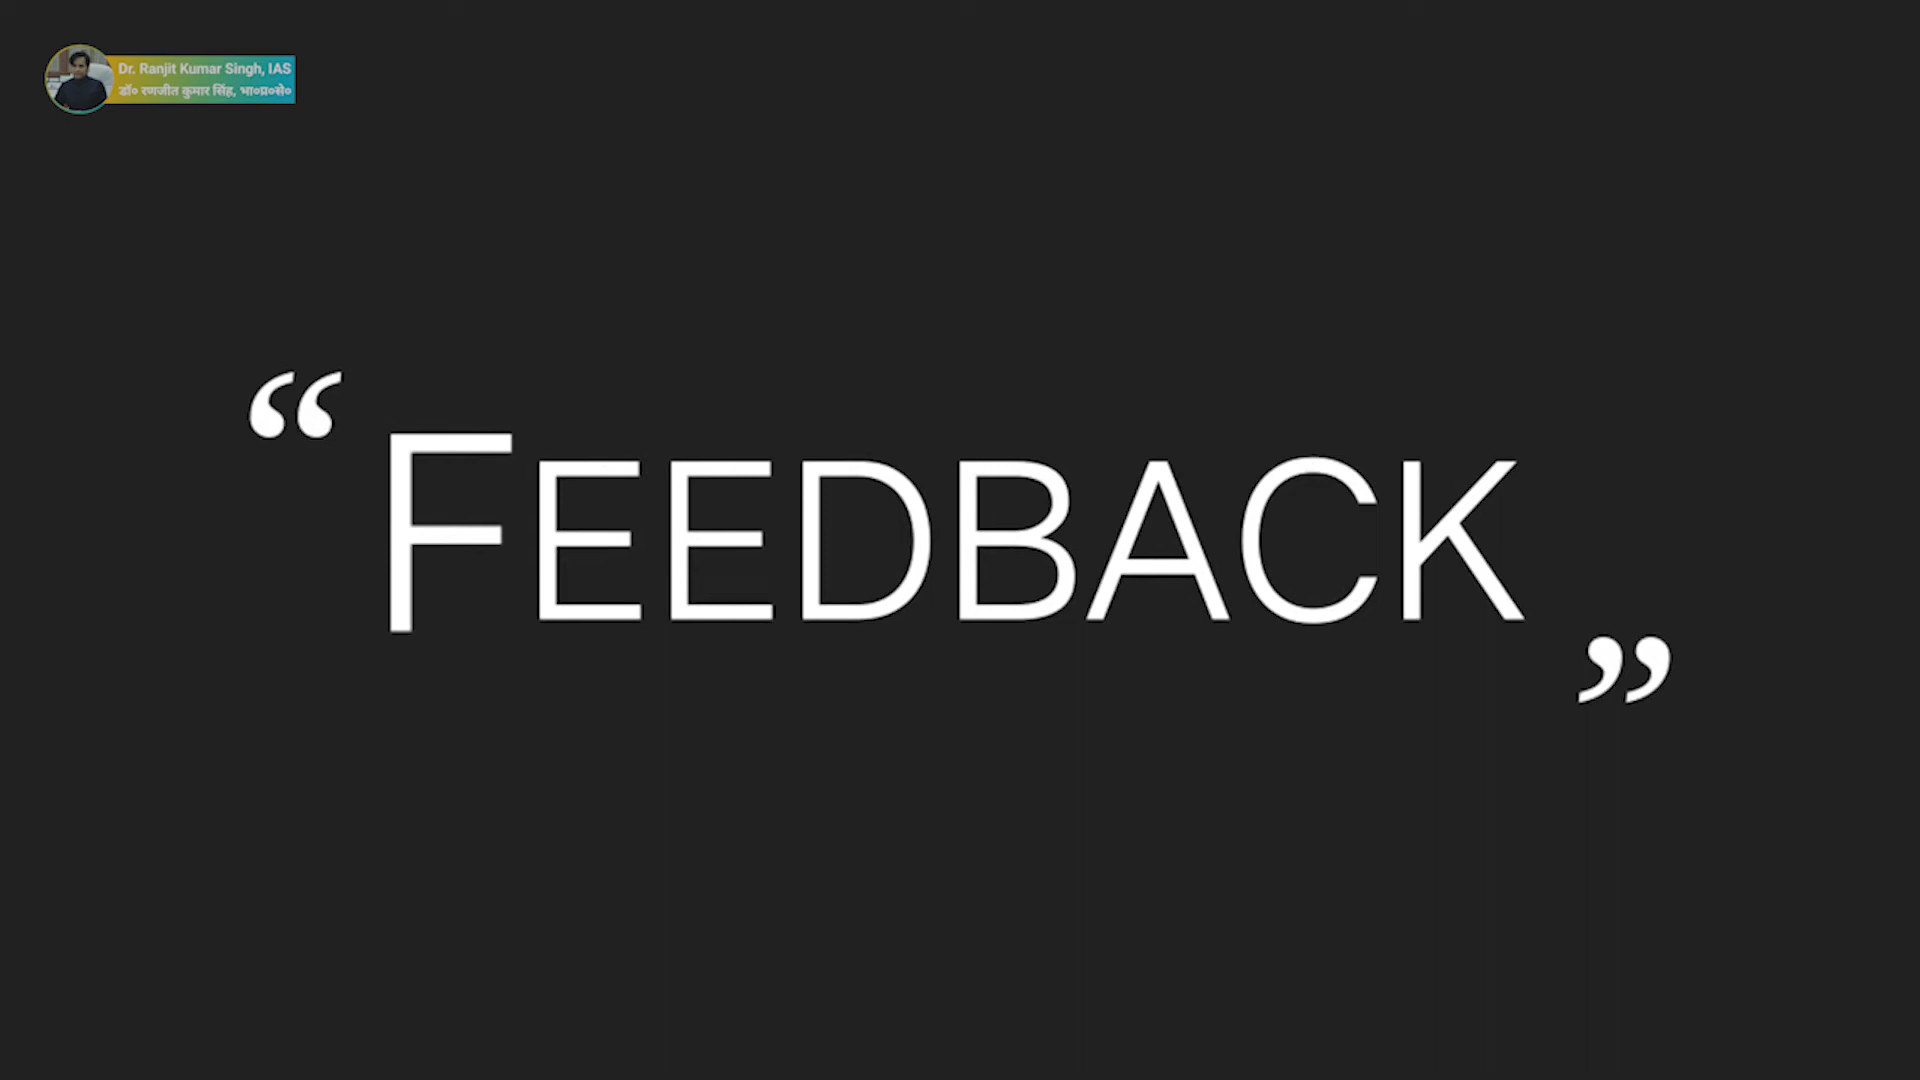 Dr. Ranjit Kumar Singh, IAS
डॉ० रणजीत कुमार सिंह, भा०प्र०से०
“FEEDBACK”